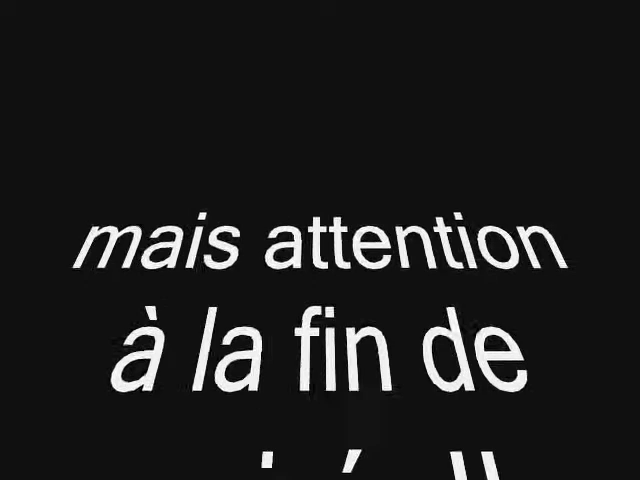 mais attention
à la fin de